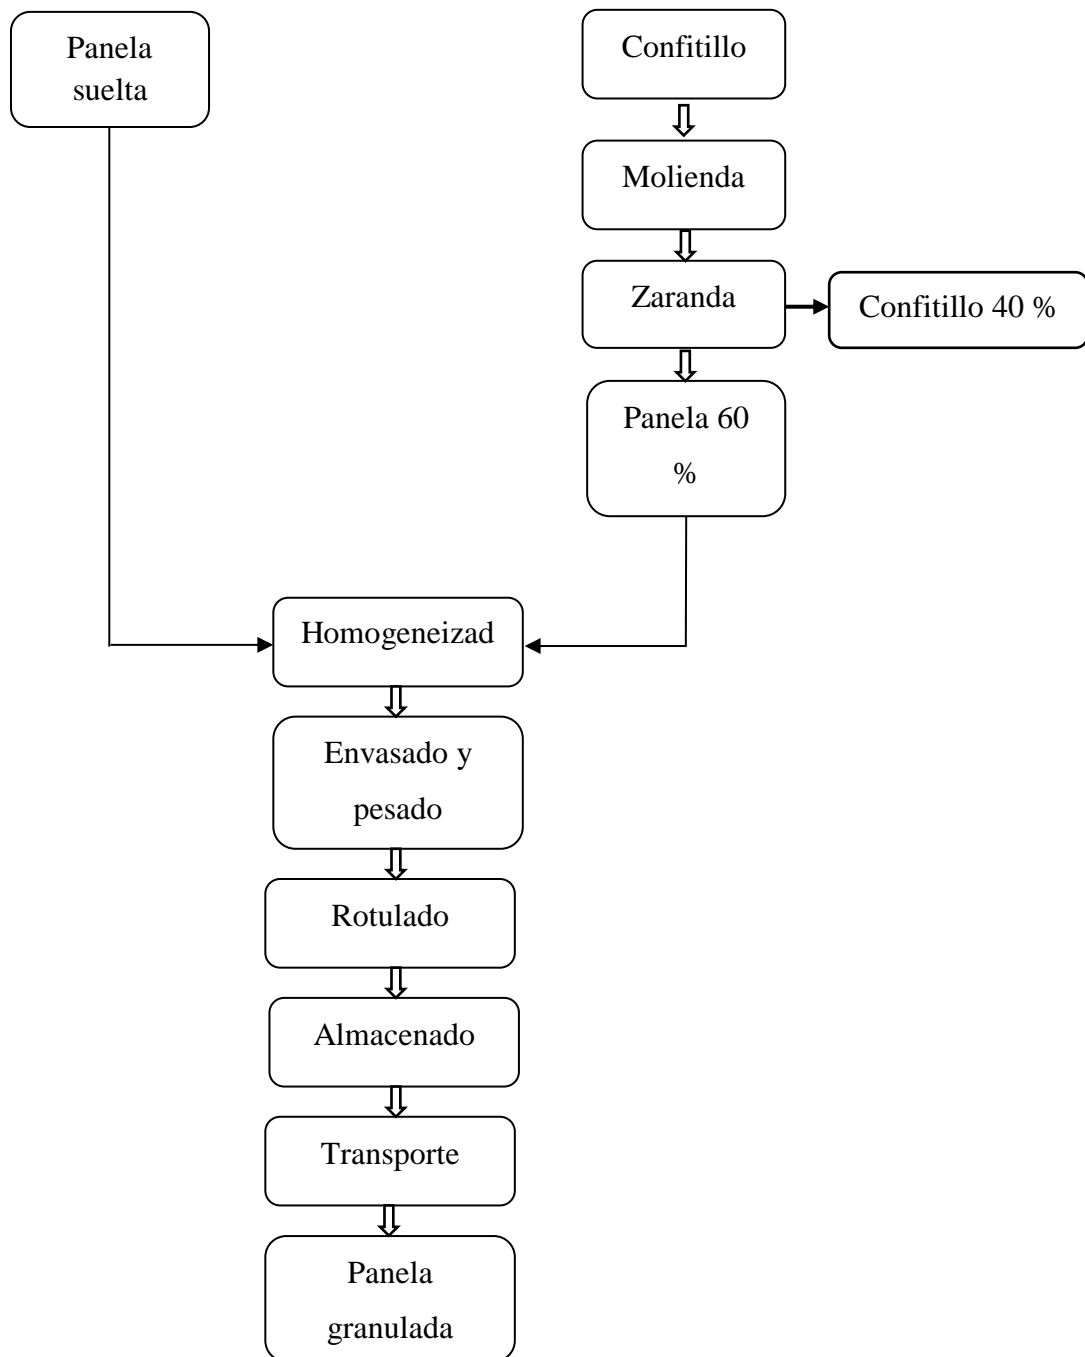 Panela
suelta
Confitillo
Molienda
Zaranda
Confitillo 40 %
Panela 60
%
Homogeneizad
Envasado y
pesado
Rotulado
Almacenado
Transporte
Panela
granulada